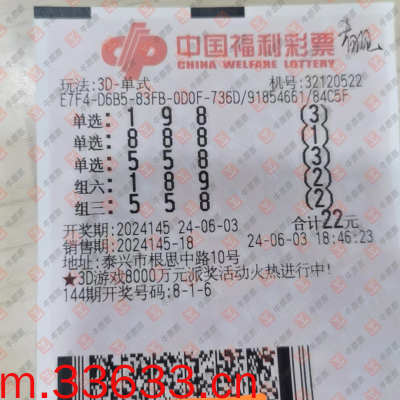 中国福利彩票
CHINA WELFARE LOTTERY
玩法:3D-单式 机号:32120522
E7F4-D6B5-83FB-0D0F-736D/91854661/84C5F
单选: 1 9 8 (3)
单选: 8 8 8 (1)
单选: 5 5 8 (3)
组六: 1 8 9 (2)
组三: 5 5 8 (2)
开奖期:2024145 24-06-03 合计22元
销售期:2024145-18 24-06-03 18:46:23
地址:泰兴市根思中路10号
★3D游戏8000万元派奖活动火热进行中!
144期开奖号码:8-1-6
m.33633.cn